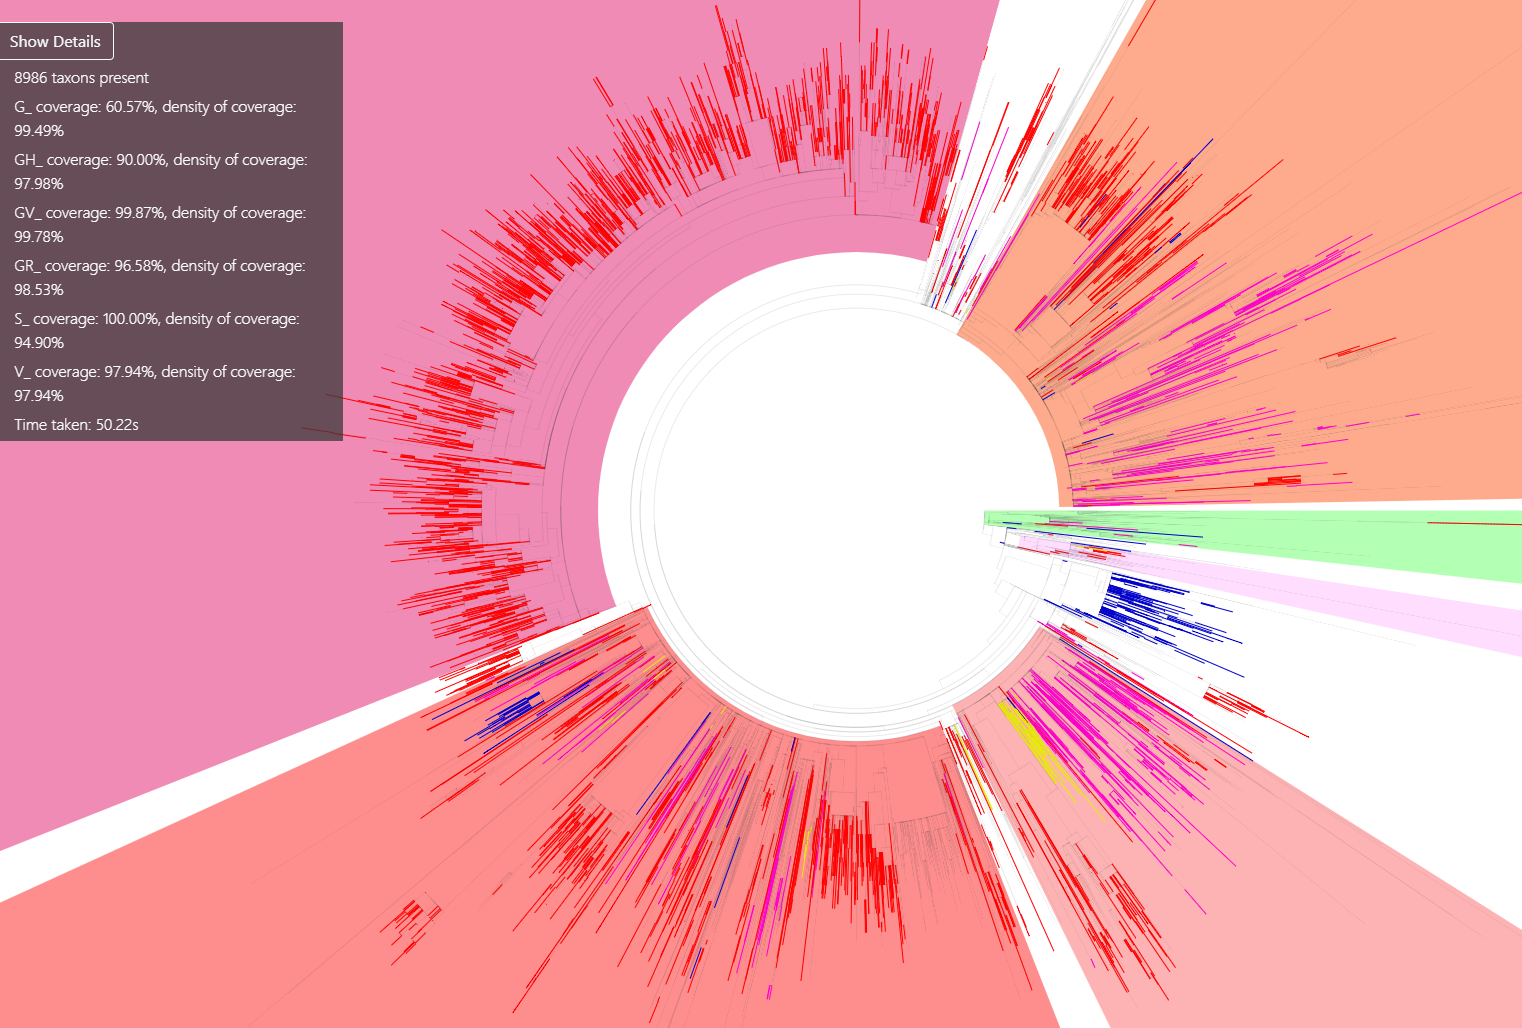 Show Details
8986 taxons present
G_ coverage: 60.57%, density of coverage:
99.49%
GH_ coverage: 90.00%, density of coverage:
97.98%
GV_ coverage: 99.87%, density of coverage:
99.78%
GR_ coverage: 96.58%, density of coverage:
98.53%
S_ coverage: 100.00%, density of coverage:
94.90%
V_ coverage: 97.94%, density of coverage:
97.94%
Time taken: 50.22s